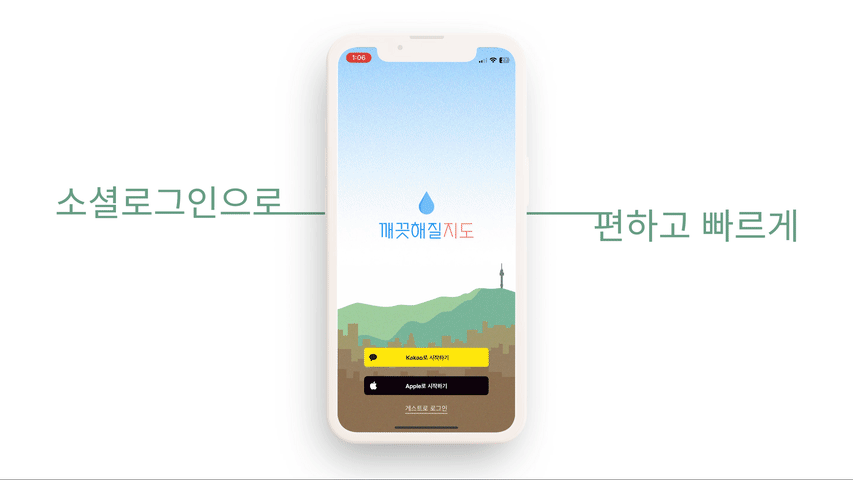 소셜로그인으로
편하고 빠르게
1:06
깨끗해질지도
Kakao로 시작하기
Apple로 시작하기
게스트로 로그인